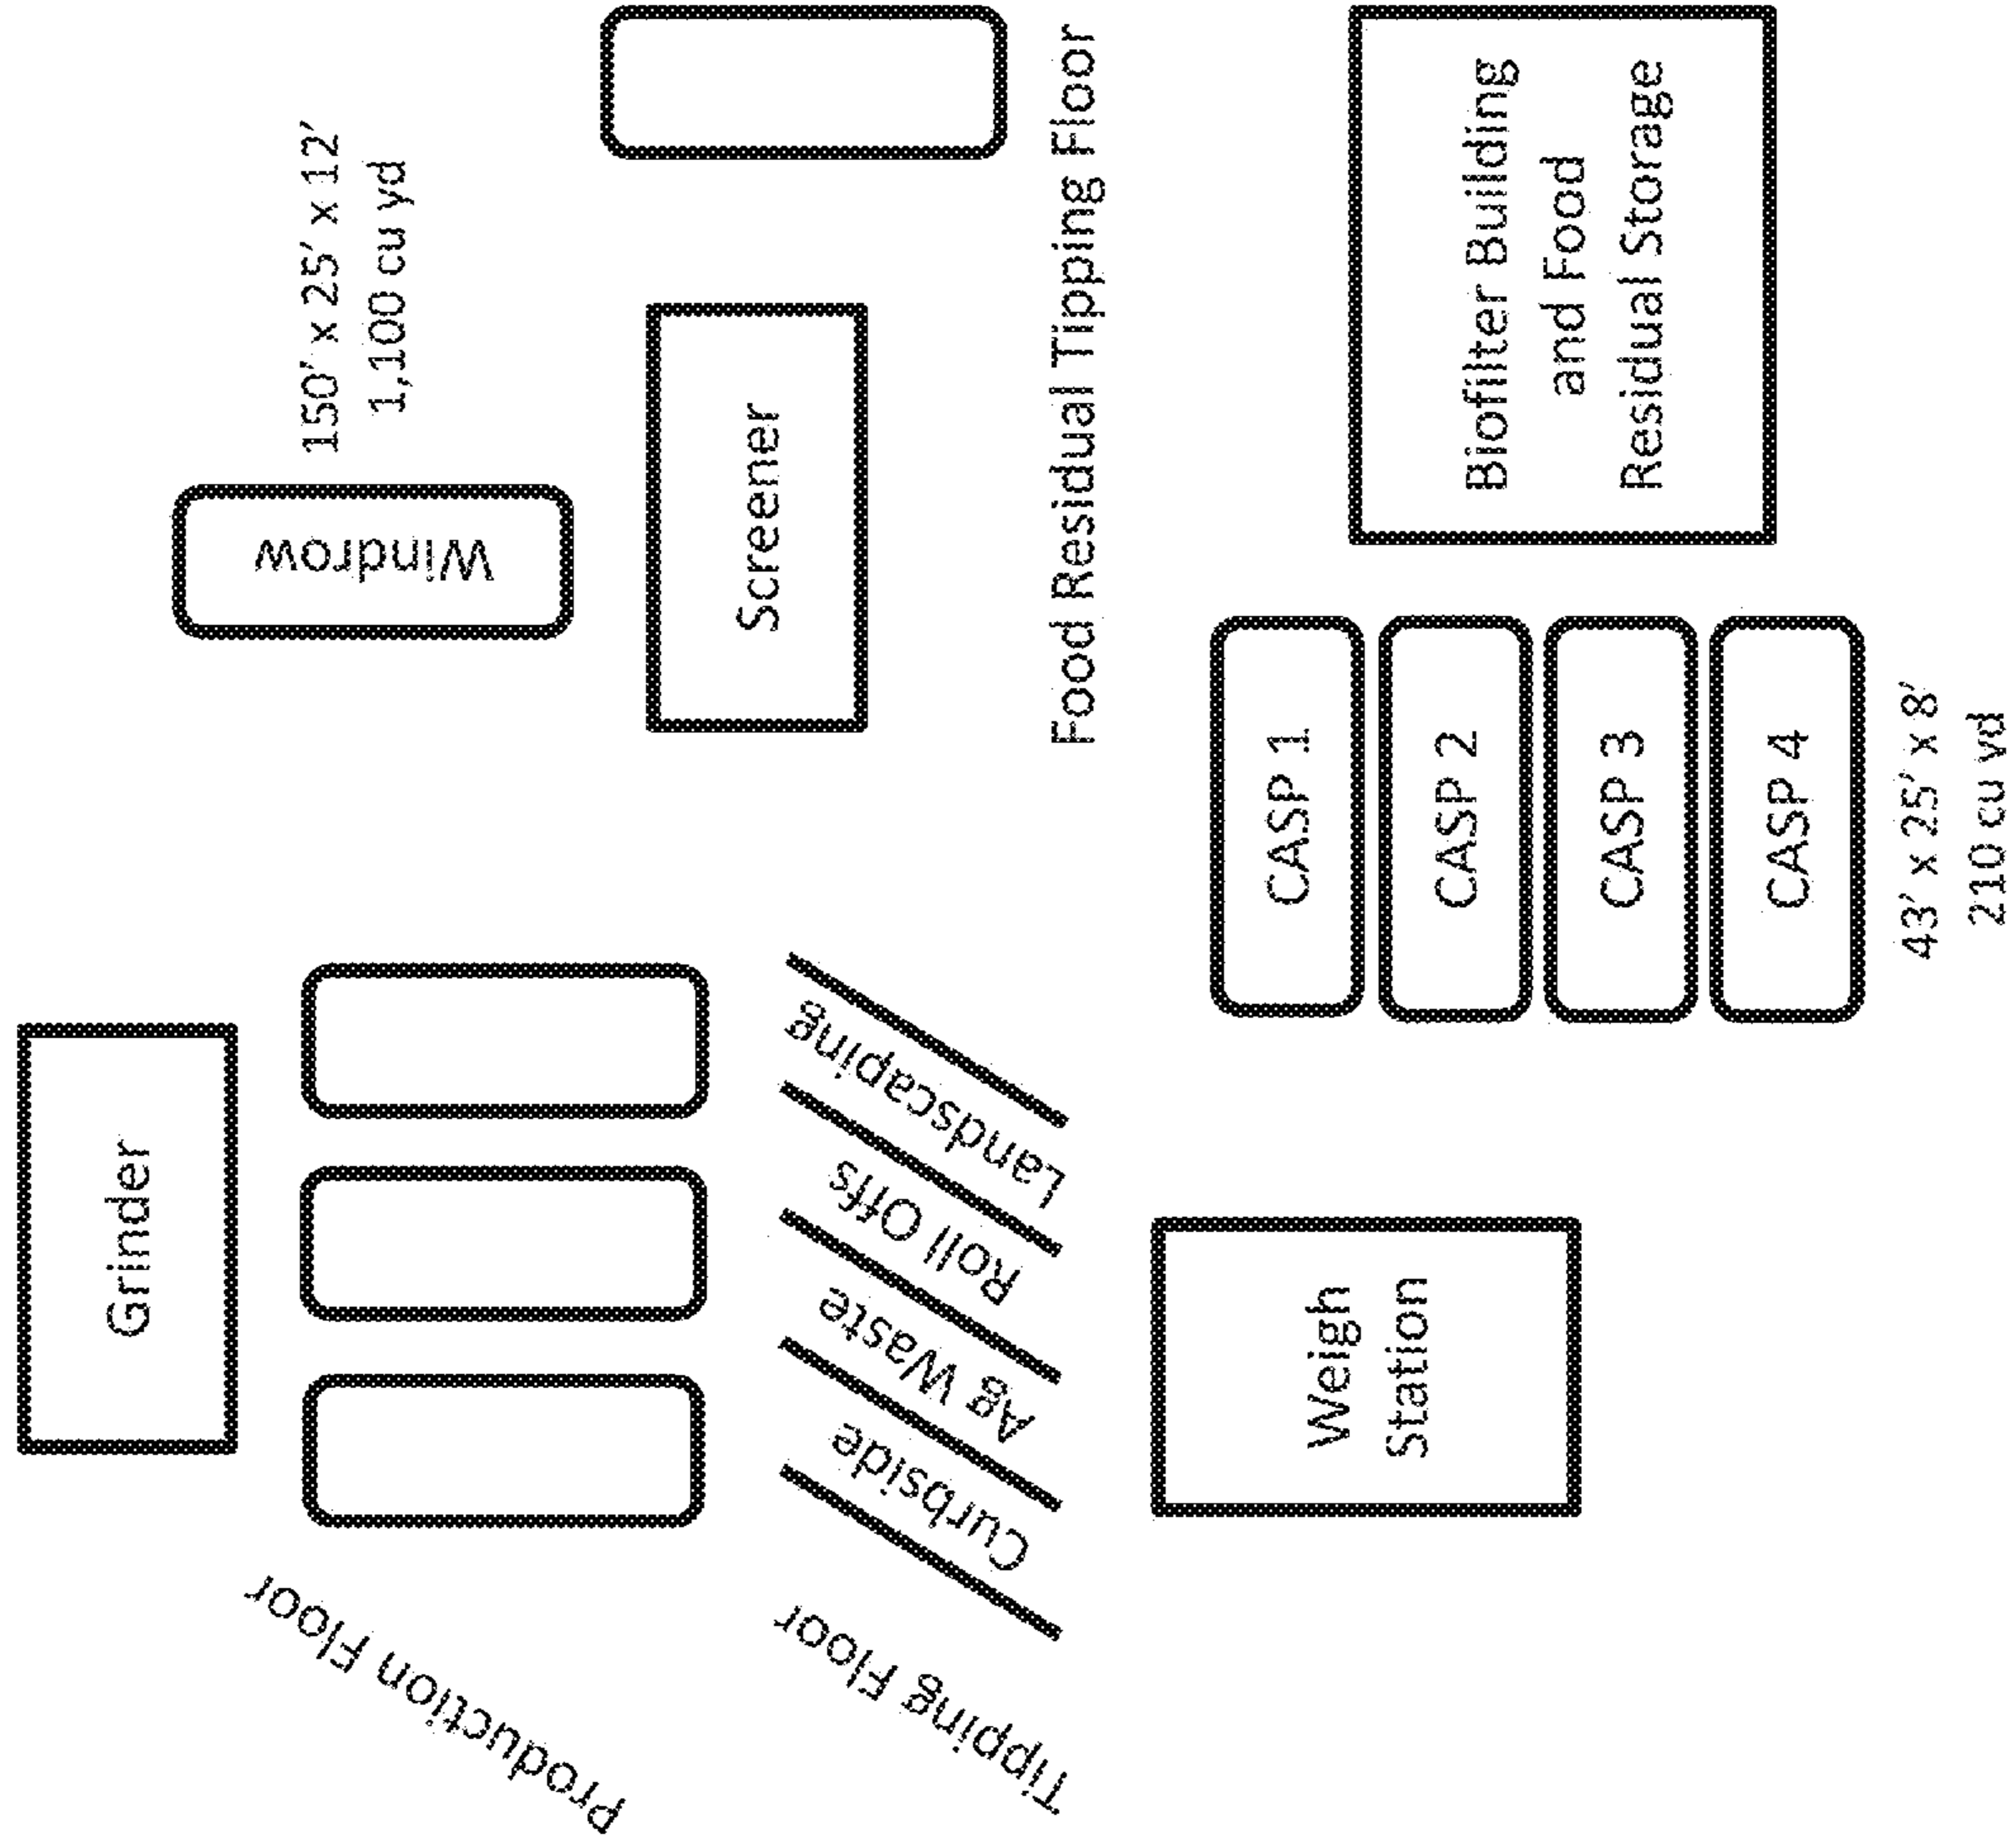 Grinder
150' x 25' x 12'
1,100 cu yd
Windrow
Production Floor
Screener
Tipping Floor
Curbside
Ag Waste
Roll Offs
Landscaping
Food Residual Tipping Floor
Weigh
Station
CASP 1
CASP 2
CASP 3
CASP 4
43' x 25' x 8'
210 cu yd
Biofilter Building
and Food
Residual Storage